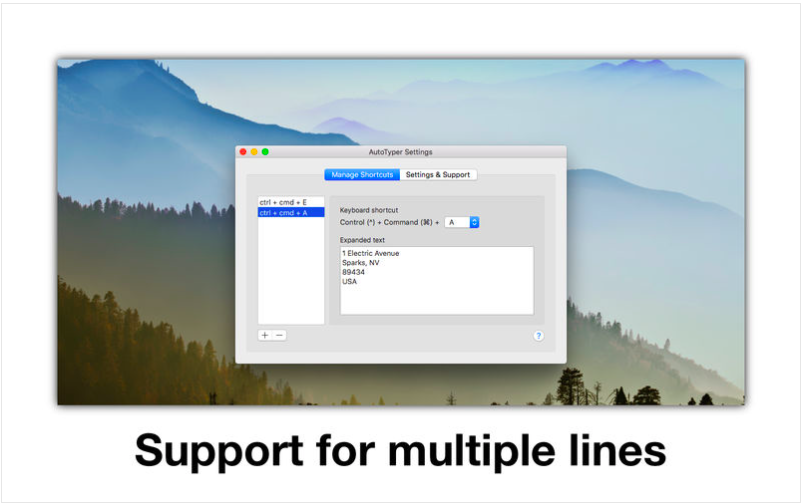 AutoTyper Settings
Manage Shortcuts
Settings & Support
ctrl + cmd + E
ctrl + cmd + A
Keyboard shortcut
Control (^) + Command (⌘) + A
Expanded text
1 Electric Avenue
Sparks, NV
89434
USA
+ −
?
Support for multiple lines